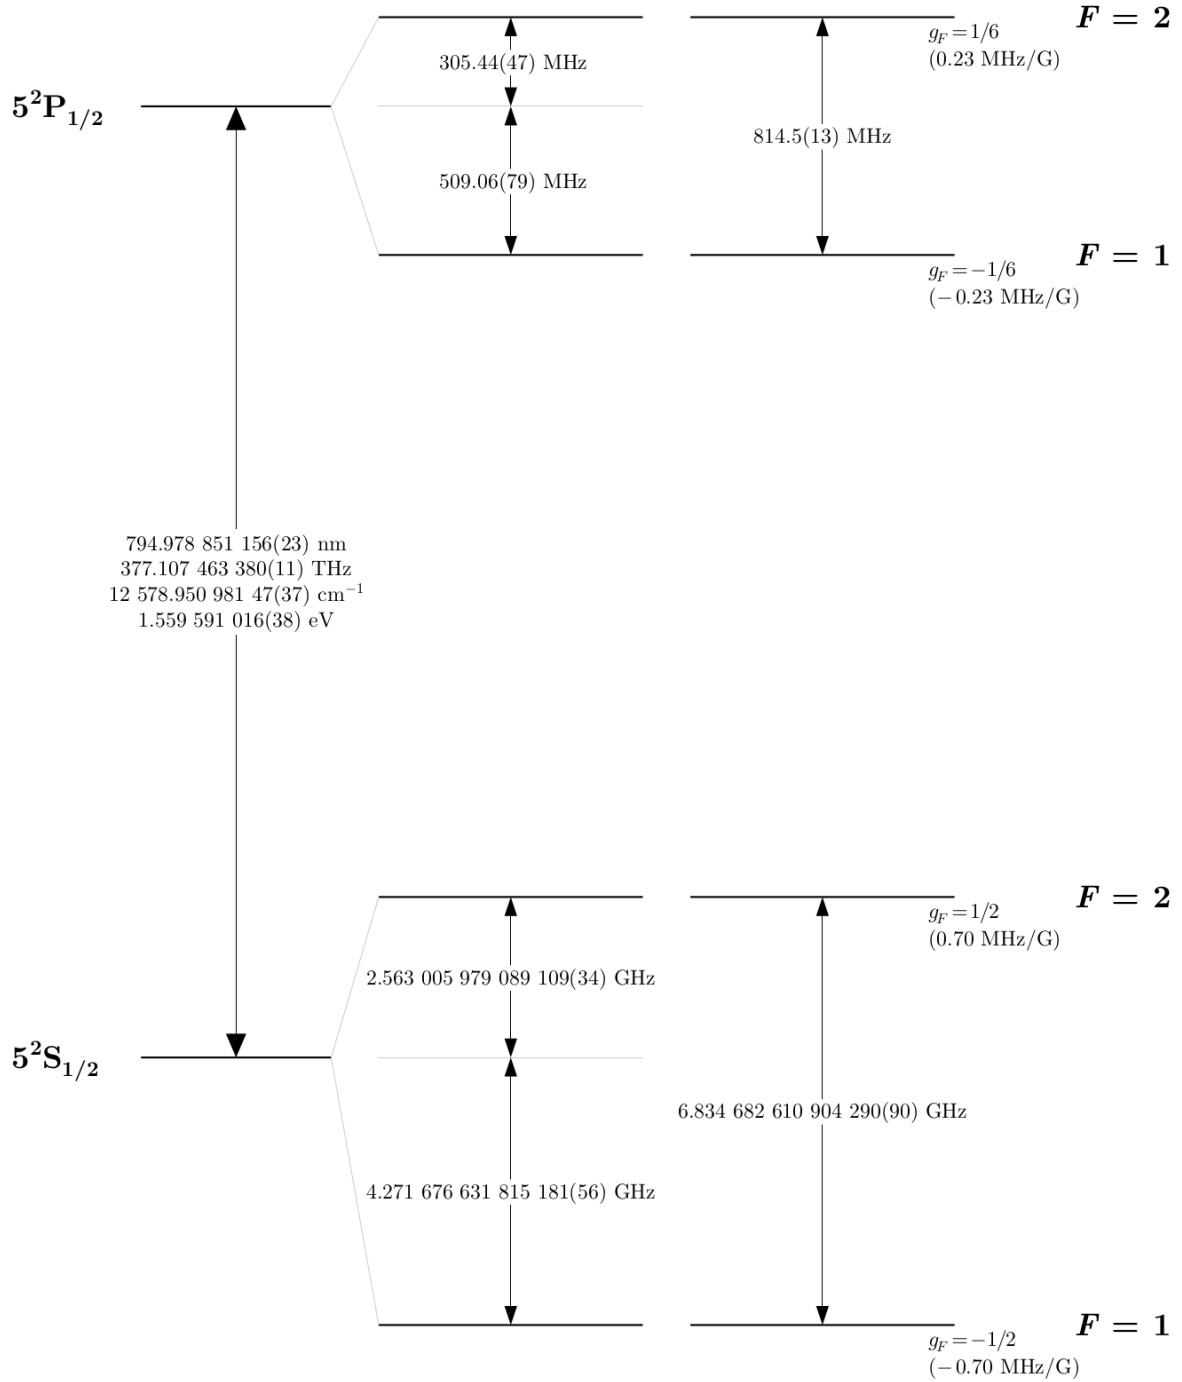 F = 2
g_F = 1/6
(0.23 MHz/G)
305.44(47) MHz
5²P₁/₂
814.5(13) MHz
509.06(79) MHz
F = 1
g_F = −1/6
(−0.23 MHz/G)
794.978 851 156(23) nm
377.107 463 380(11) THz
12 578.950 981 47(37) cm⁻¹
1.559 591 016(38) eV
F = 2
g_F = 1/2
(0.70 MHz/G)
2.563 005 979 089 109(34) GHz
5²S₁/₂
6.834 682 610 904 290(90) GHz
4.271 676 631 815 181(56) GHz
F = 1
g_F = −1/2
(−0.70 MHz/G)